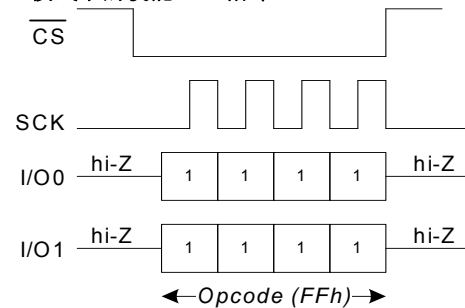 CS
SCK
hi-Z hi-Z
I/O0 1 1 1 1
hi-Z hi-Z
I/O1 1 1 1 1
Opcode (FFh)